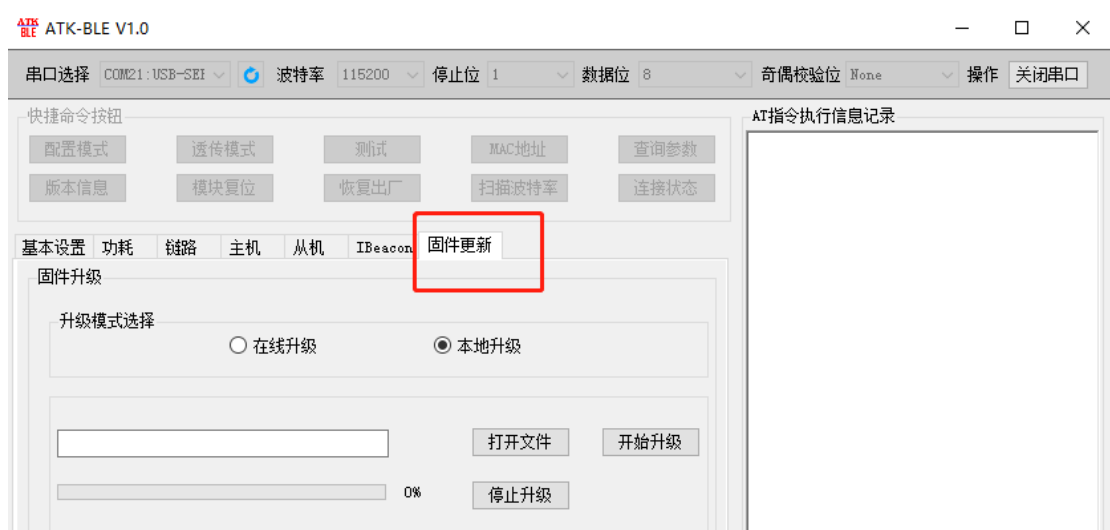 ATK BLE ATK-BLE V1.0
串口选择 COM21:USB-SEI 波特率 115200 停止位 1 数据位 8 奇偶校验位 None 操作 关闭串口
快捷命令按钮 AT指令执行信息记录
配置模式 透传模式 测试 MAC地址 查询参数
版本信息 模块复位 恢复出厂 扫描波特率 连接状态
基本设置 功耗 链路 主机 从机 IBeacon 固件更新
固件升级
升级模式选择
在线升级 本地升级
打开文件 开始升级
0% 停止升级